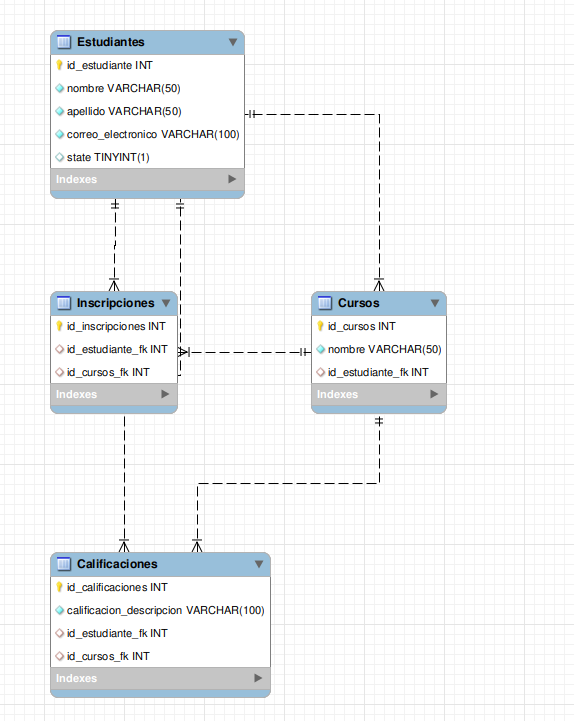 Estudiantes
id_estudiante INT
nombre VARCHAR(50)
apellido VARCHAR(50)
correo_electronico VARCHAR(100)
state TINYINT(1)
Indexes
Inscripciones
id_inscripciones INT
id_estudiante_fk INT
id_cursos_fk INT
Indexes
Cursos
id_cursos INT
nombre VARCHAR(50)
id_estudiante_fk INT
Indexes
Calificaciones
id_calificaciones INT
calificacion_descripcion VARCHAR(100)
id_estudiante_fk INT
id_cursos_fk INT
Indexes